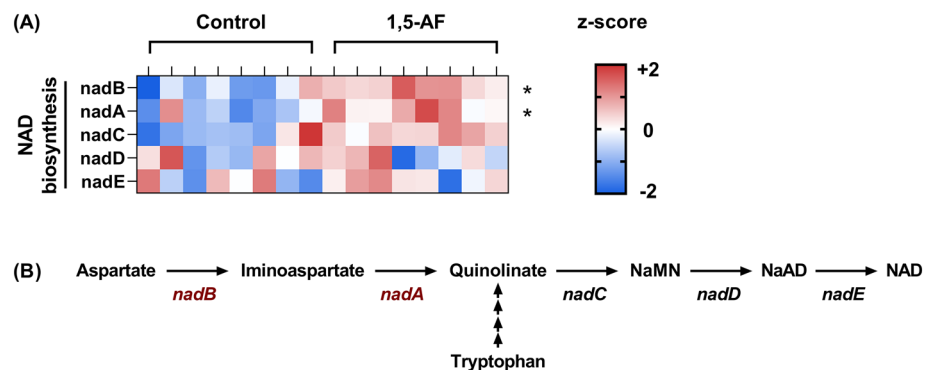 (A)
Control
1,5-AF
z-score
NAD
biosynthesis
nadB
nadA
nadC
nadD
nadE
*
*
+2
0
-2
(B)
Aspartate
Iminoaspartate
Quinolinate
NaMN
NaAD
NAD
nadB
nadA
nadC
nadD
nadE
Tryptophan